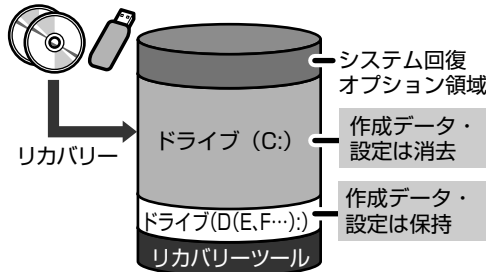 システム回復
オプション領域
リカバリー
ドライブ（C:）
作成データ・
設定は消去
ドライブ(D(E、F…):)
作成データ・
設定は保持
リカバリーツール